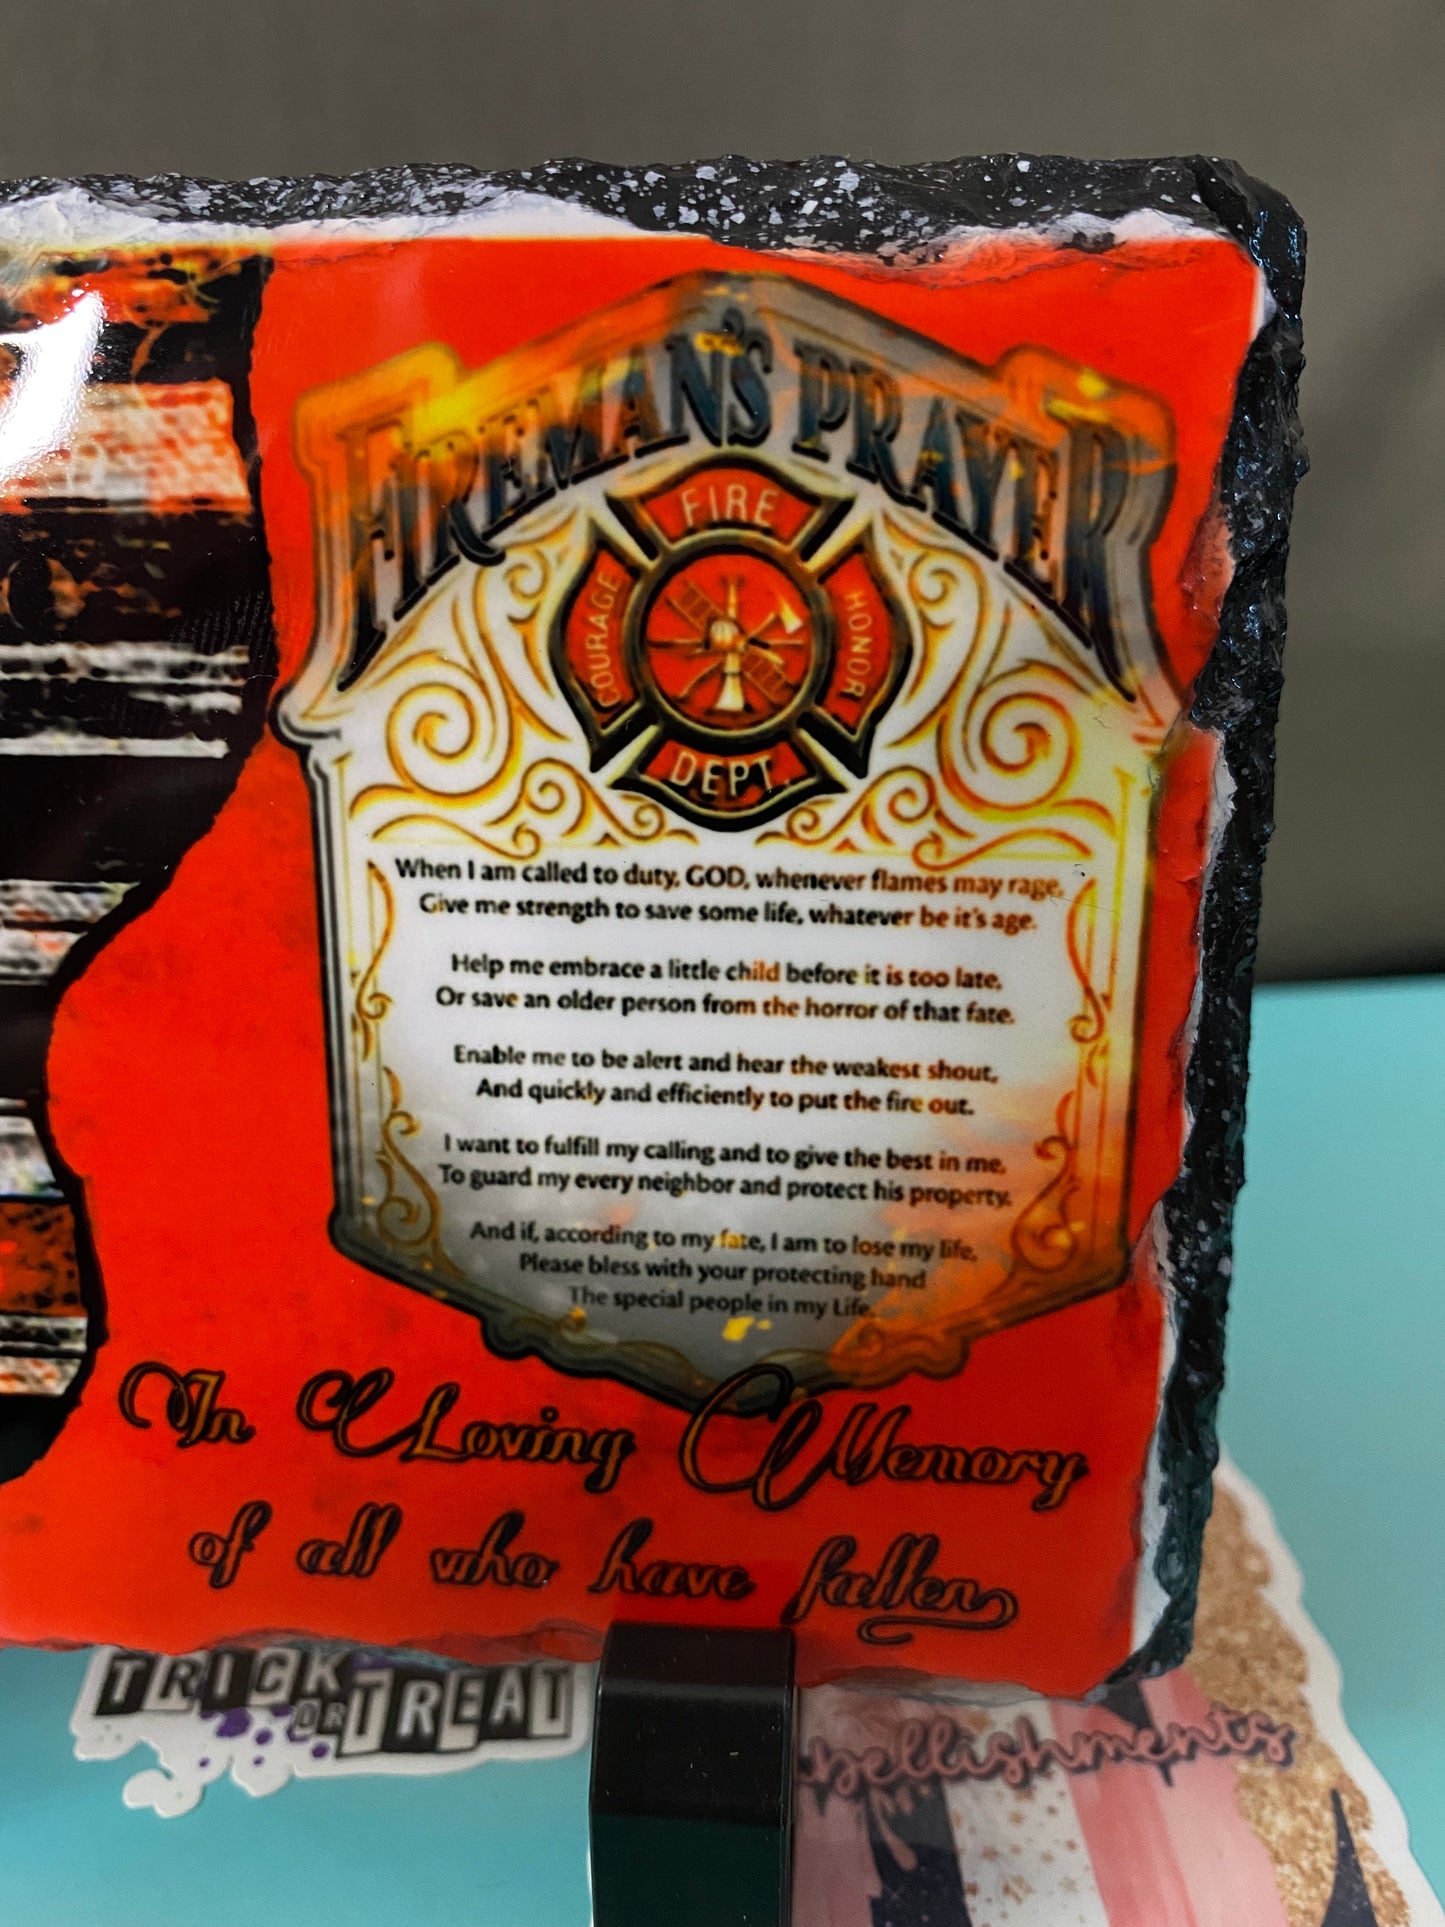 FIREMAN'S PRAYER
FIRE
COURAGE
HONOR
DEPT.
When I am called to duty, GOD, whenever flames may rage,
Give me strength to save some life, whatever be it's age.
Help me embrace a little child before it is too late,
Or save an older person from the horror of that fate.
Enable me to be alert and hear the weakest shout,
And quickly and efficiently to put the fire out.
I want to fulfill my calling and to give the best in me,
To guard my every neighbor and protect his property.
And if, according to my fate, I am to lose my life,
Please bless with your protecting hand
The special people in my Life.
In Loving Memory
of all who have fallen
TRICK
OR TREAT
bellishments